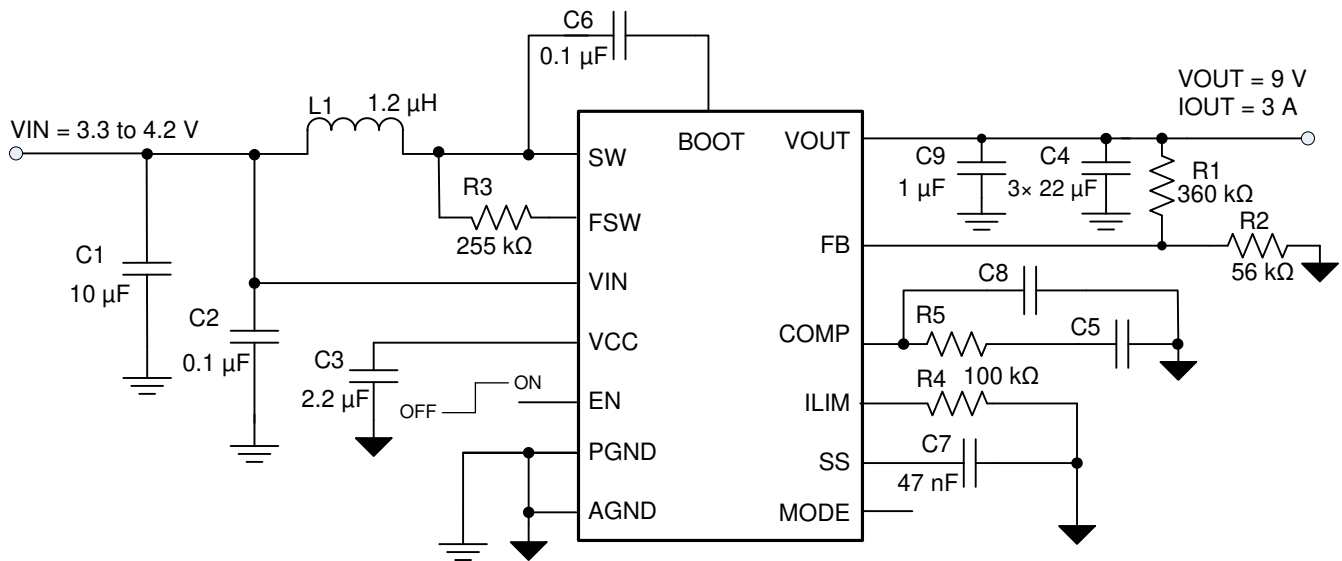 C6
0.1 µF
VOUT = 9 V
IOUT = 3 A
L1
1.2 µH
VIN = 3.3 to 4.2 V
BOOT
SW
VOUT
C9
1 µF
C4
3× 22 µF
R1
360 kΩ
R3
255 kΩ
FSW
FB
R2
56 kΩ
C1
10 µF
VIN
C8
C2
0.1 µF
COMP
R5
C5
VCC
C3
2.2 µF
100 kΩ
R4
ON
OFF
EN
ILIM
PGND
C7
47 nF
SS
AGND
MODE